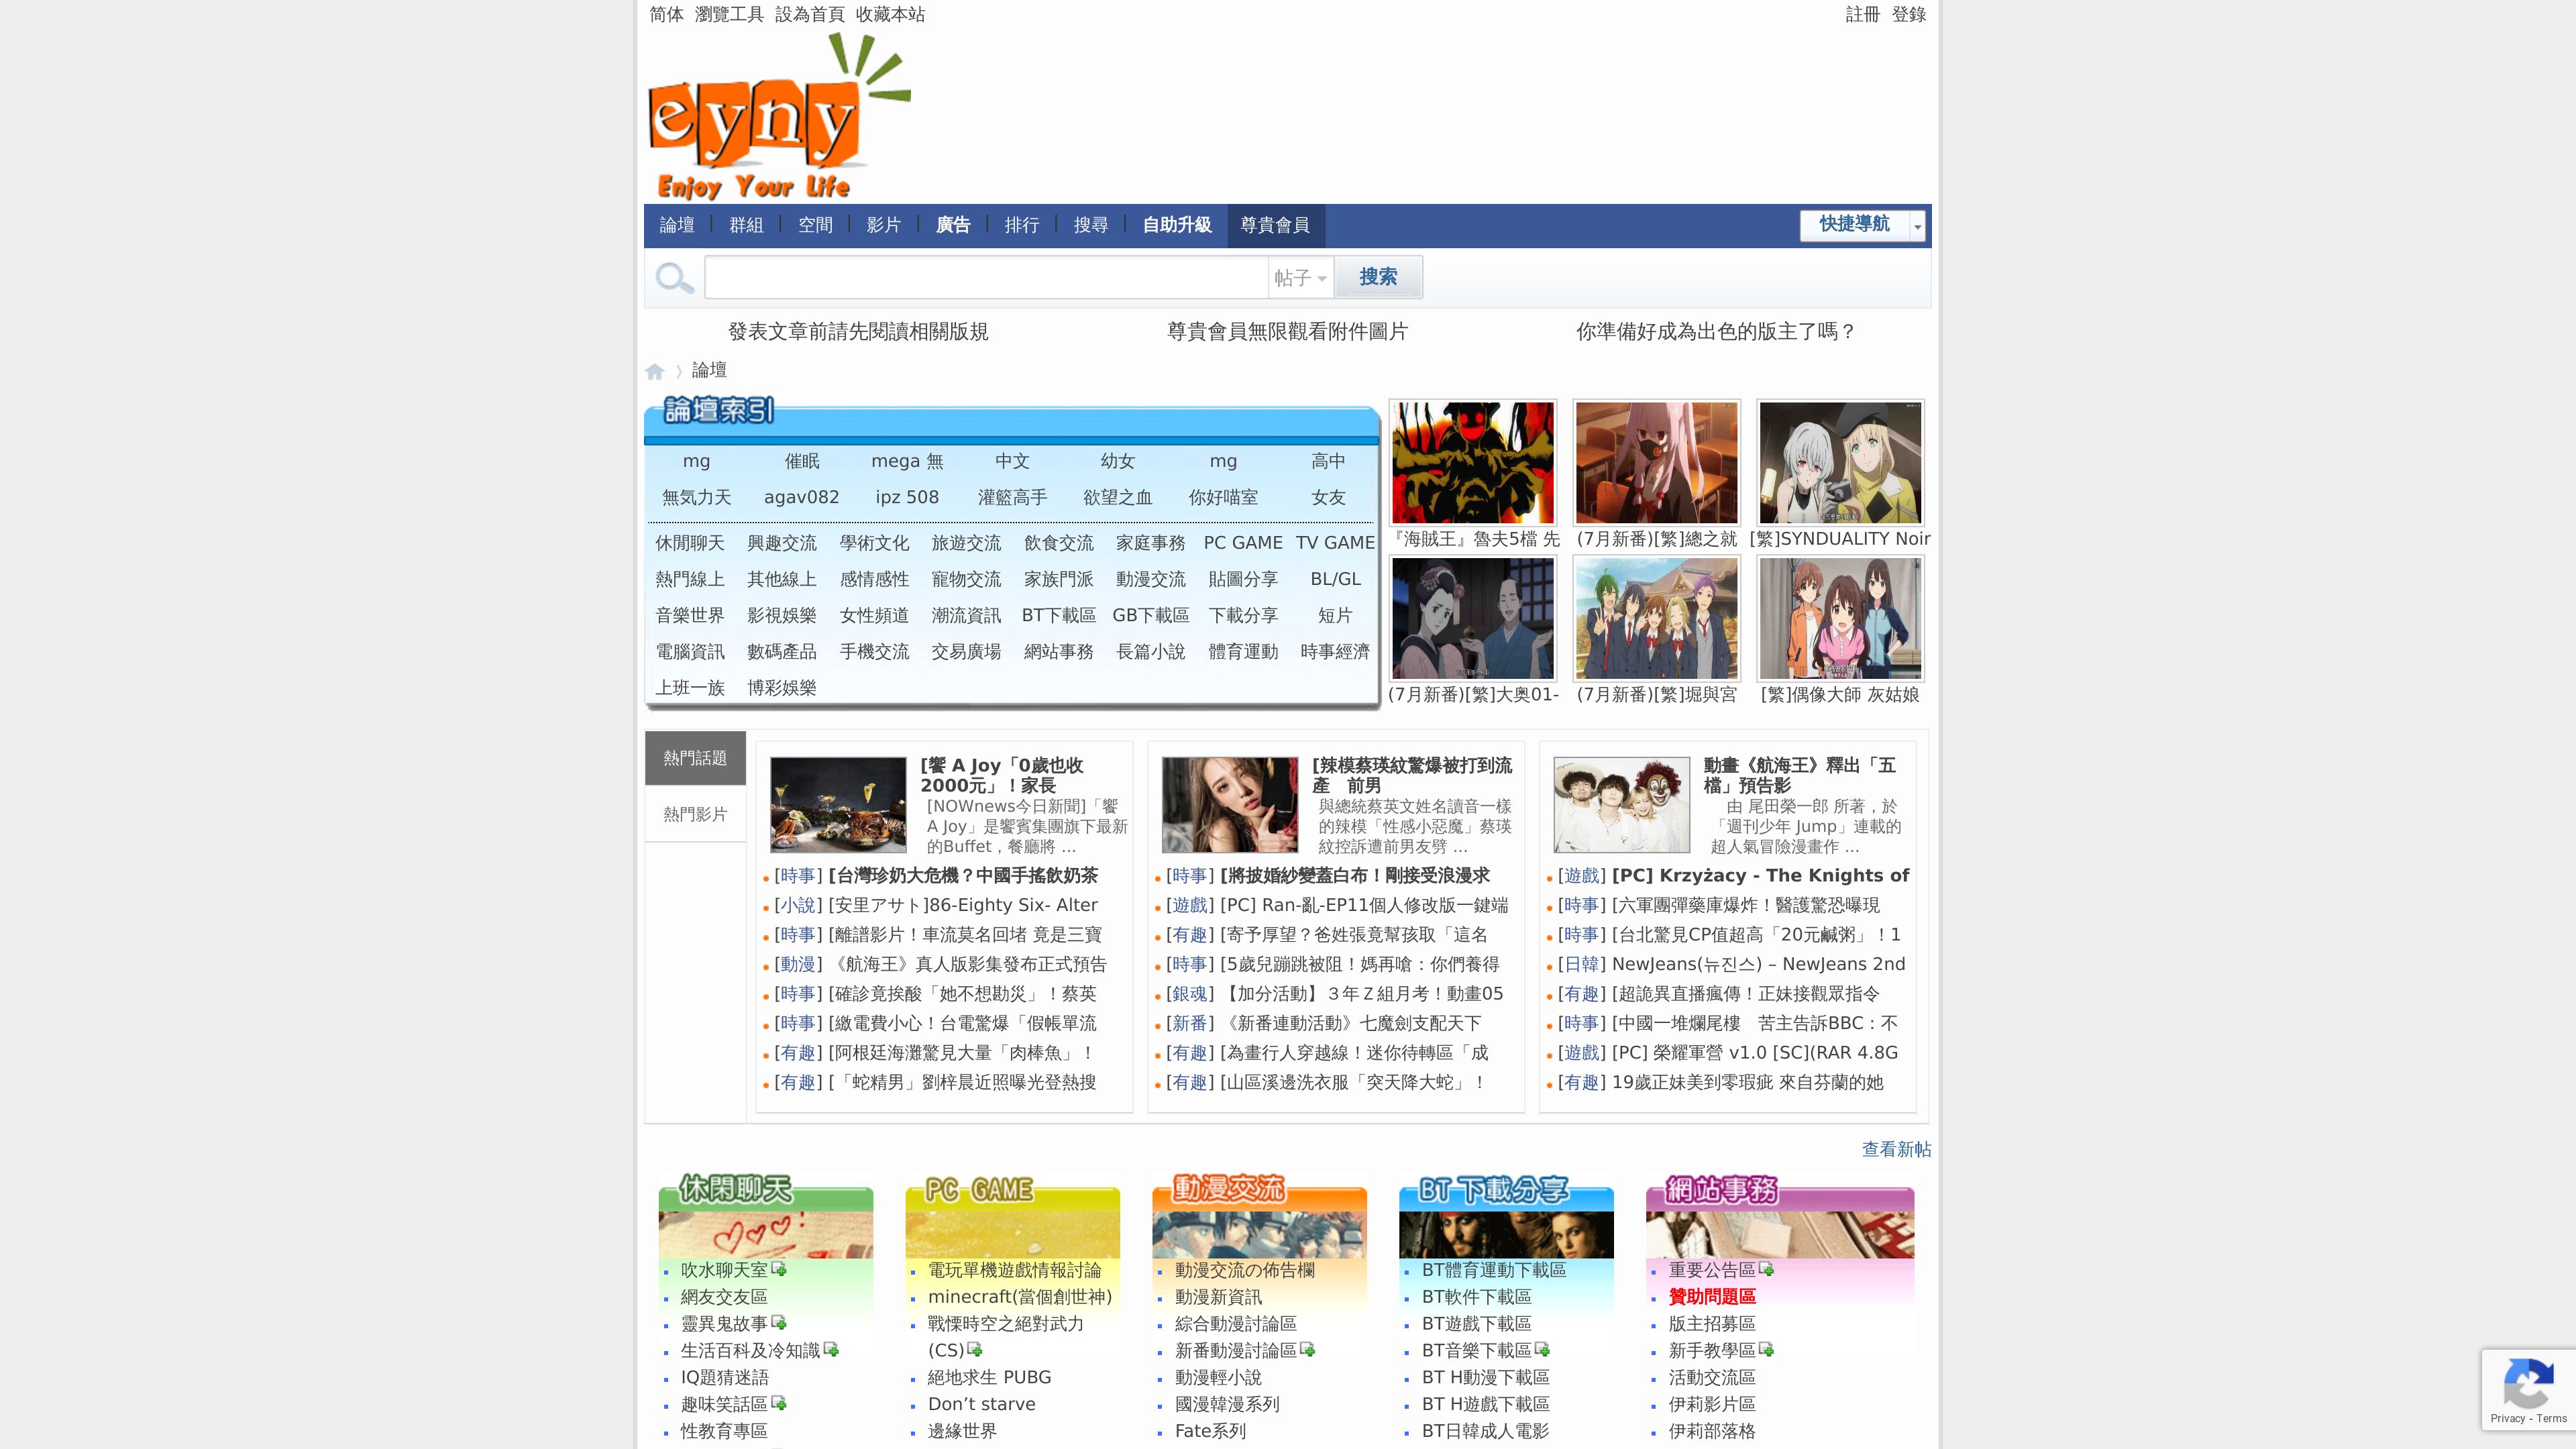 简体 瀏覽工具 設為首頁 收藏本站
註冊 登錄
eyny
Enjoy Your Life
論壇 群組 空間 影片 廣告 排行 搜尋 自助升級 尊貴會員
快捷導航
帖子 搜索
發表文章前請先閱讀相關版規 尊貴會員無限觀看附件圖片 你準備好成為出色的版主了嗎？
論壇
論壇索引
mg 催眠 mega 無 中文 幼女 mg 高中
無気力天 agav082 ipz 508 灌籃高手 欲望之血 你好喵室 女友
休閒聊天 興趣交流 學術文化 旅遊交流 飲食交流 家庭事務 PC GAME TV GAME
熱門線上 其他線上 感情感性 寵物交流 家族門派 動漫交流 貼圖分享 BL/GL
音樂世界 影視娛樂 女性頻道 潮流資訊 BT下載區 GB下載區 下載分享 短片
電腦資訊 數碼產品 手機交流 交易廣場 網站事務 長篇小說 體育運動 時事經濟
上班一族 博彩娛樂
『海賊王』魯夫5檔 先 (7月新番)[繁]總之就 [繁]SYNDUALITY Noir
(7月新番)[繁]大奥01- (7月新番)[繁]堀與宮 [繁]偶像大師 灰姑娘
熱門話題
熱門影片
[饗 A Joy「0歲也收
2000元」！家長
[NOWnews今日新聞]「饗
A Joy」是饗賓集團旗下最新
的Buffet，餐廳將 ...
[時事] [台灣珍奶大危機？中國手搖飲奶茶
[小說] [安里アサト]86-Eighty Six- Alter
[時事] [離譜影片！車流莫名回堵 竟是三寶
[動漫] 《航海王》真人版影集發布正式預告
[時事] [確診竟挨酸「她不想勘災」！蔡英
[時事] [繳電費小心！台電驚爆「假帳單流
[有趣] [阿根廷海灘驚見大量「肉棒魚」！
[有趣] [「蛇精男」劉梓晨近照曝光登熱搜
[辣模蔡瑛紋驚爆被打到流
產　前男
與總統蔡英文姓名讀音一樣
的辣模「性感小惡魔」蔡瑛
紋控訴遭前男友劈 ...
[時事] [將披婚紗變蓋白布！剛接受浪漫求
[遊戲] [PC] Ran-亂-EP11個人修改版一鍵端
[有趣] [寄予厚望？爸姓張竟幫孩取「這名
[時事] [5歲兒蹦跳被阻！媽再嗆：你們養得
[銀魂] 【加分活動】３年Ｚ組月考！動畫05
[新番] 《新番連動活動》七魔劍支配天下
[有趣] [為畫行人穿越線！迷你待轉區「成
[有趣] [山區溪邊洗衣服「突天降大蛇」！
動畫《航海王》釋出「五
檔」預告影
由 尾田榮一郎 所著，於
「週刊少年 Jump」連載的
超人氣冒險漫畫作 ...
[遊戲] [PC] Krzyżacy - The Knights of
[時事] [六軍團彈藥庫爆炸！醫護驚恐曝現
[時事] [台北驚見CP值超高「20元鹹粥」！1
[日韓] NewJeans(뉴진스) – NewJeans 2nd
[有趣] [超詭異直播瘋傳！正妹接觀眾指令
[時事] [中國一堆爛尾樓　苦主告訴BBC：不
[遊戲] [PC] 榮耀軍營 v1.0 [SC](RAR 4.8G
[有趣] 19歲正妹美到零瑕疵 來自芬蘭的她
查看新帖
休閑聊天
吹水聊天室
網友交友區
靈異鬼故事
生活百科及冷知識
IQ題猜迷語
趣味笑話區
性教育專區
PC GAME
電玩單機遊戲情報討論
minecraft(當個創世神)
戰慄時空之絕對武力
(CS)
絕地求生 PUBG
Don’t starve
邊緣世界
動漫交流
動漫交流の佈告欄
動漫新資訊
綜合動漫討論區
新番動漫討論區
動漫輕小說
國漫韓漫系列
Fate系列
BT 下載分享
BT體育運動下載區
BT軟件下載區
BT遊戲下載區
BT音樂下載區
BT H動漫下載區
BT H遊戲下載區
BT日韓成人電影
網站事務
重要公告區
贊助問題區
版主招募區
新手教學區
活動交流區
伊莉影片區
伊莉部落格
Privacy - Terms